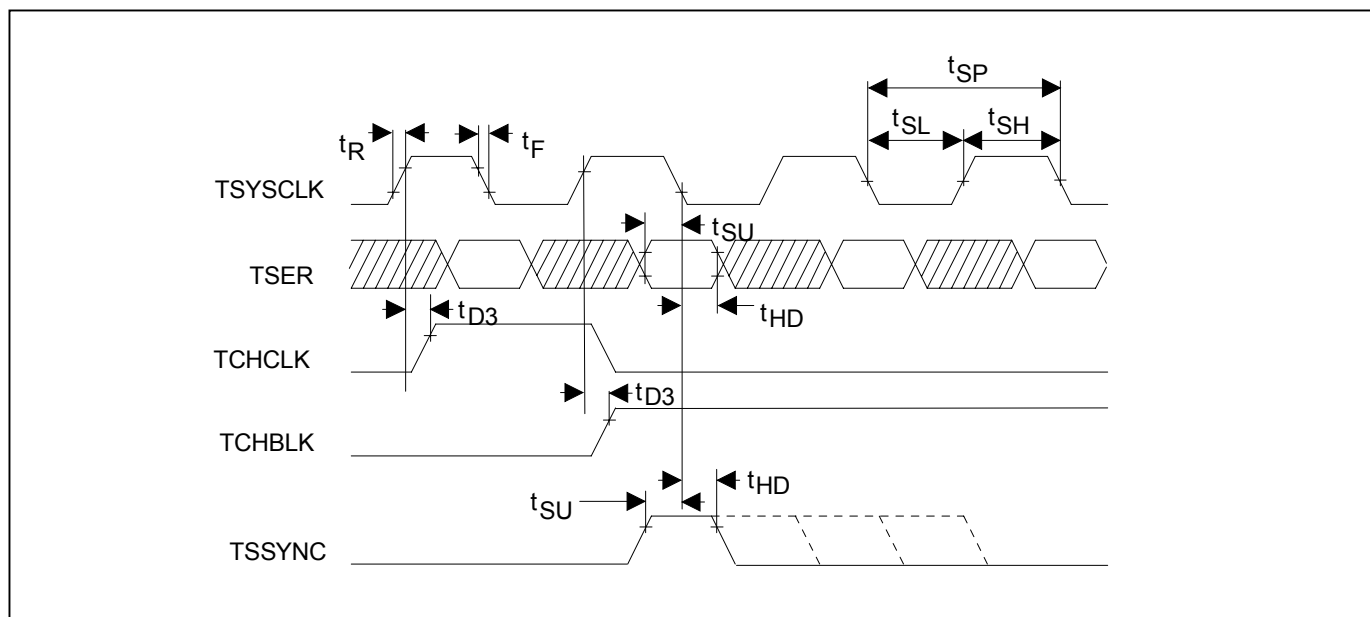 tSP
tSL tSH
tR tF
TSYSCLK
tSU
TSER
tD3 tHD
TCHCLK
tD3
TCHBLK
tHD
tSU
TSSYNC